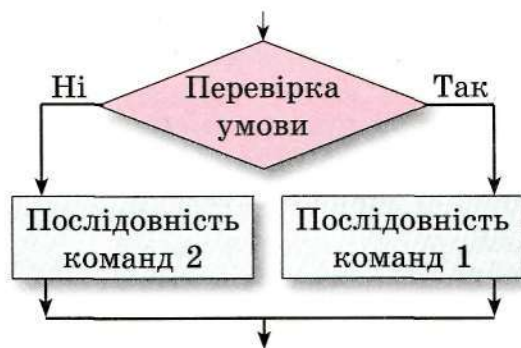 Ні
Перевірка
умови
Так
Послідовність
команд 2
Послідовність
команд 1